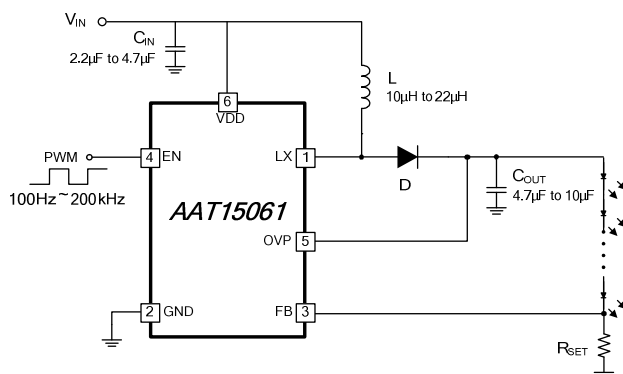 VIN
CIN
2.2µF to 4.7µF
L
10µH to 22µH
6
VDD
PWM
4
EN
LX
1
D
COUT
4.7µF to 10µF
100Hz~200kHz
AAT15061
OVP
5
2
GND
FB
3
RSET